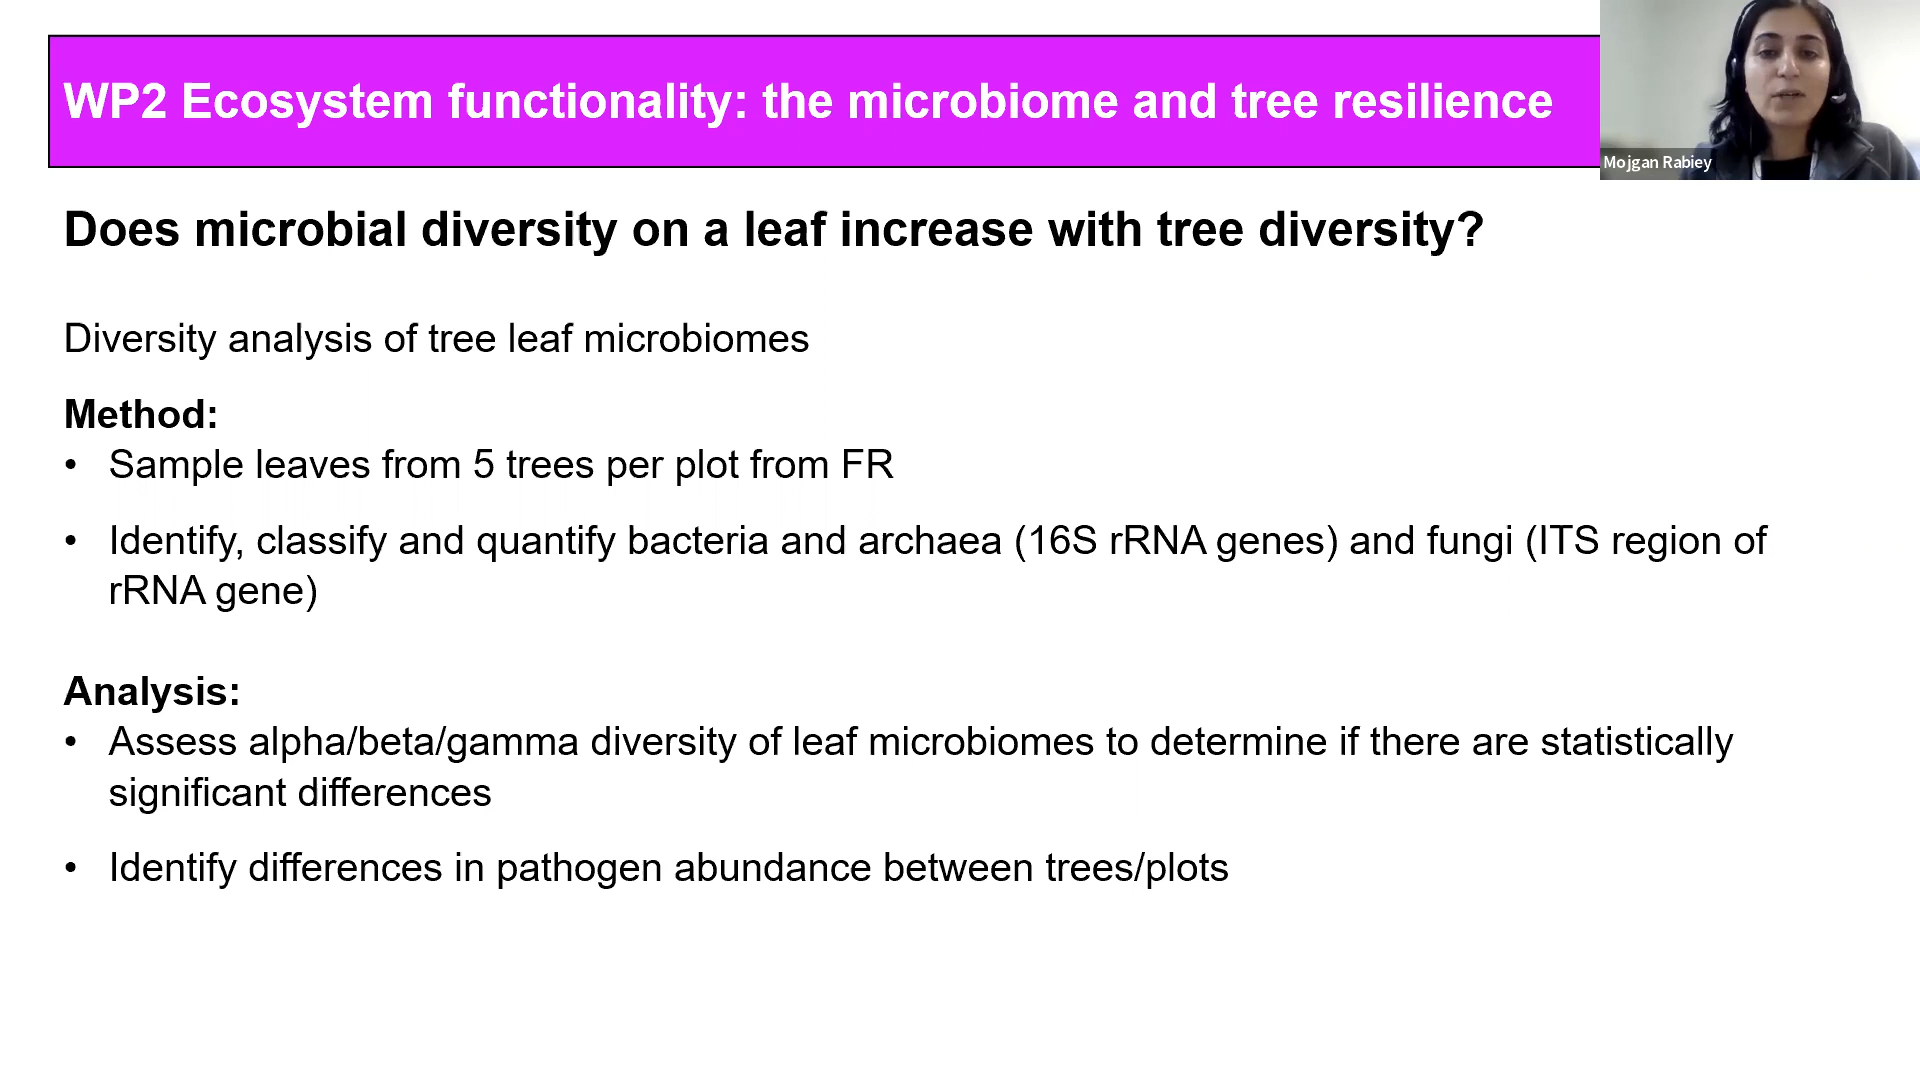 WP2 Ecosystem functionality: the microbiome and tree resilience
Mojgan Rabiey
Does microbial diversity on a leaf increase with tree diversity?
Diversity analysis of tree leaf microbiomes
Method:
• Sample leaves from 5 trees per plot from FR
• Identify, classify and quantify bacteria and archaea (16S rRNA genes) and fungi (ITS region of
rRNA gene)
Analysis:
• Assess alpha/beta/gamma diversity of leaf microbiomes to determine if there are statistically
significant differences
• Identify differences in pathogen abundance between trees/plots